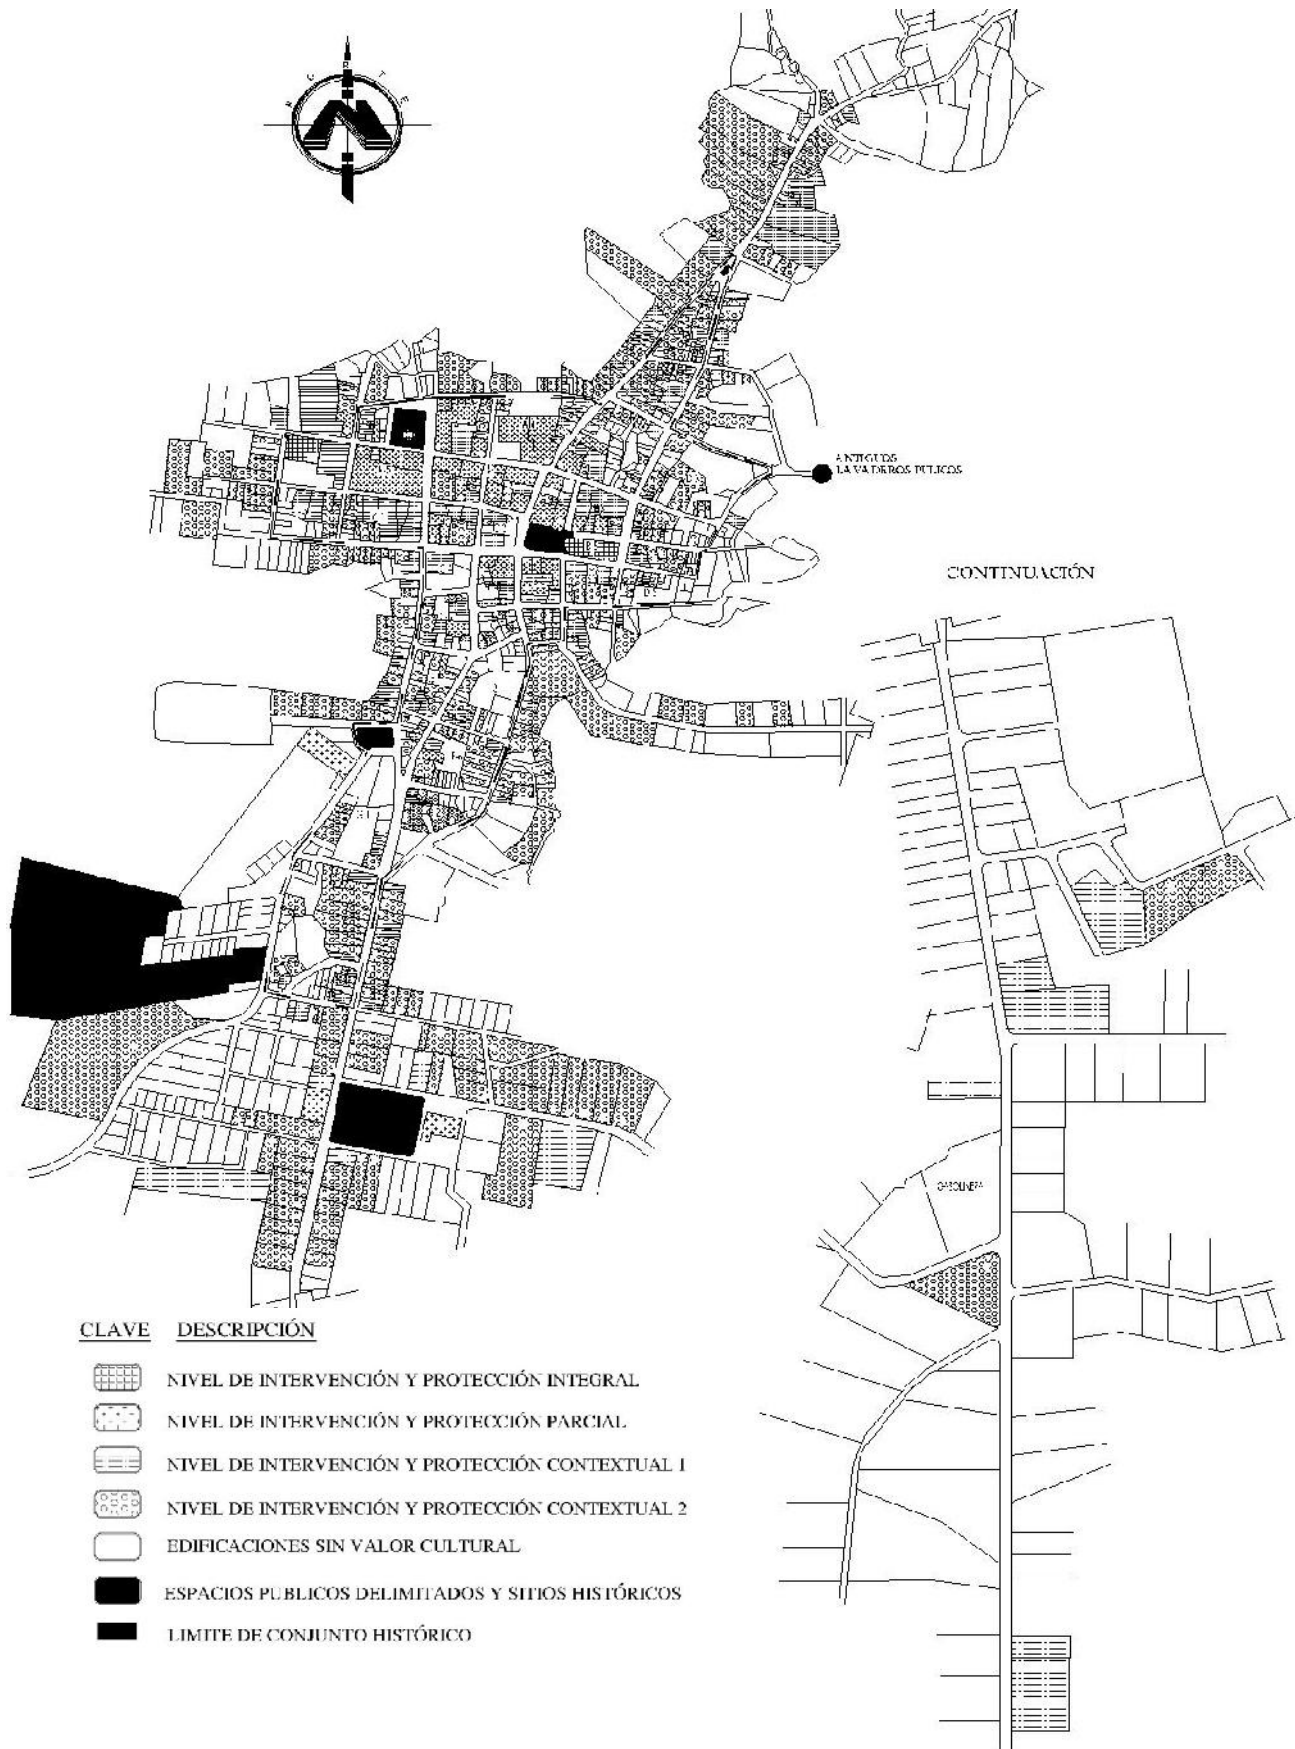 NORTE
ANTIGUOS
LAVADEROS PULICOS
CONTINUACIÓN
GASOLINERA
CLAVE DESCRIPCIÓN
NIVEL DE INTERVENCIÓN Y PROTECCIÓN INTEGRAL
NIVEL DE INTERVENCIÓN Y PROTECCIÓN PARCIAL
NIVEL DE INTERVENCIÓN Y PROTECCIÓN CONTEXTUAL 1
NIVEL DE INTERVENCIÓN Y PROTECCIÓN CONTEXTUAL 2
EDIFICACIONES SIN VALOR CULTURAL
ESPACIOS PUBLICOS DELIMITADOS Y SITIOS HISTÓRICOS
LIMITE DE CONJUNTO HISTÓRICO